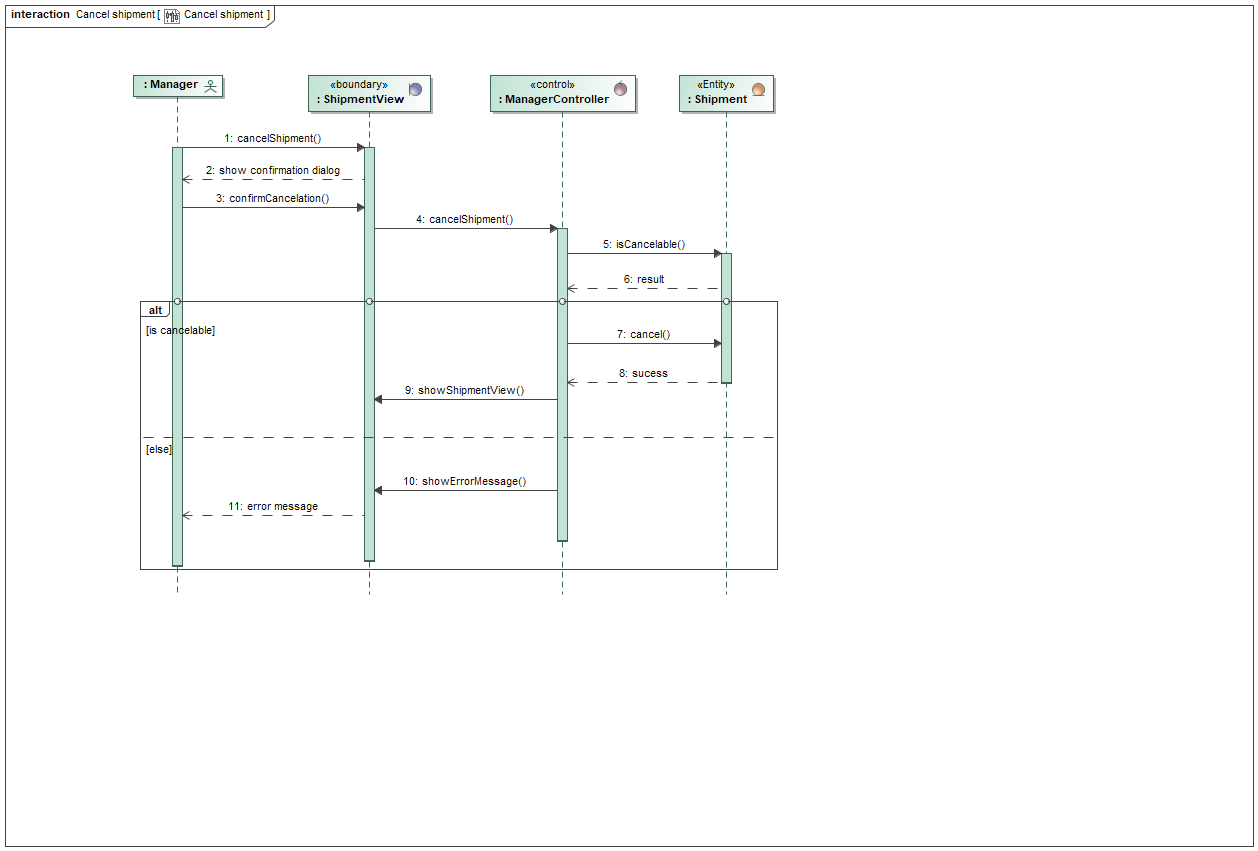 interaction Cancel shipment [ Cancel shipment ]
: Manager
«boundary»
: ShipmentView
«control»
: ManagerController
«Entity»
: Shipment
1: cancelShipment()
2: show confirmation dialog
3: confirmCancelation()
4: cancelShipment()
5: isCancelable()
6: result
alt
[is cancelable]
7: cancel()
8: sucess
9: showShipmentView()
[else]
10: showErrorMessage()
11: error message